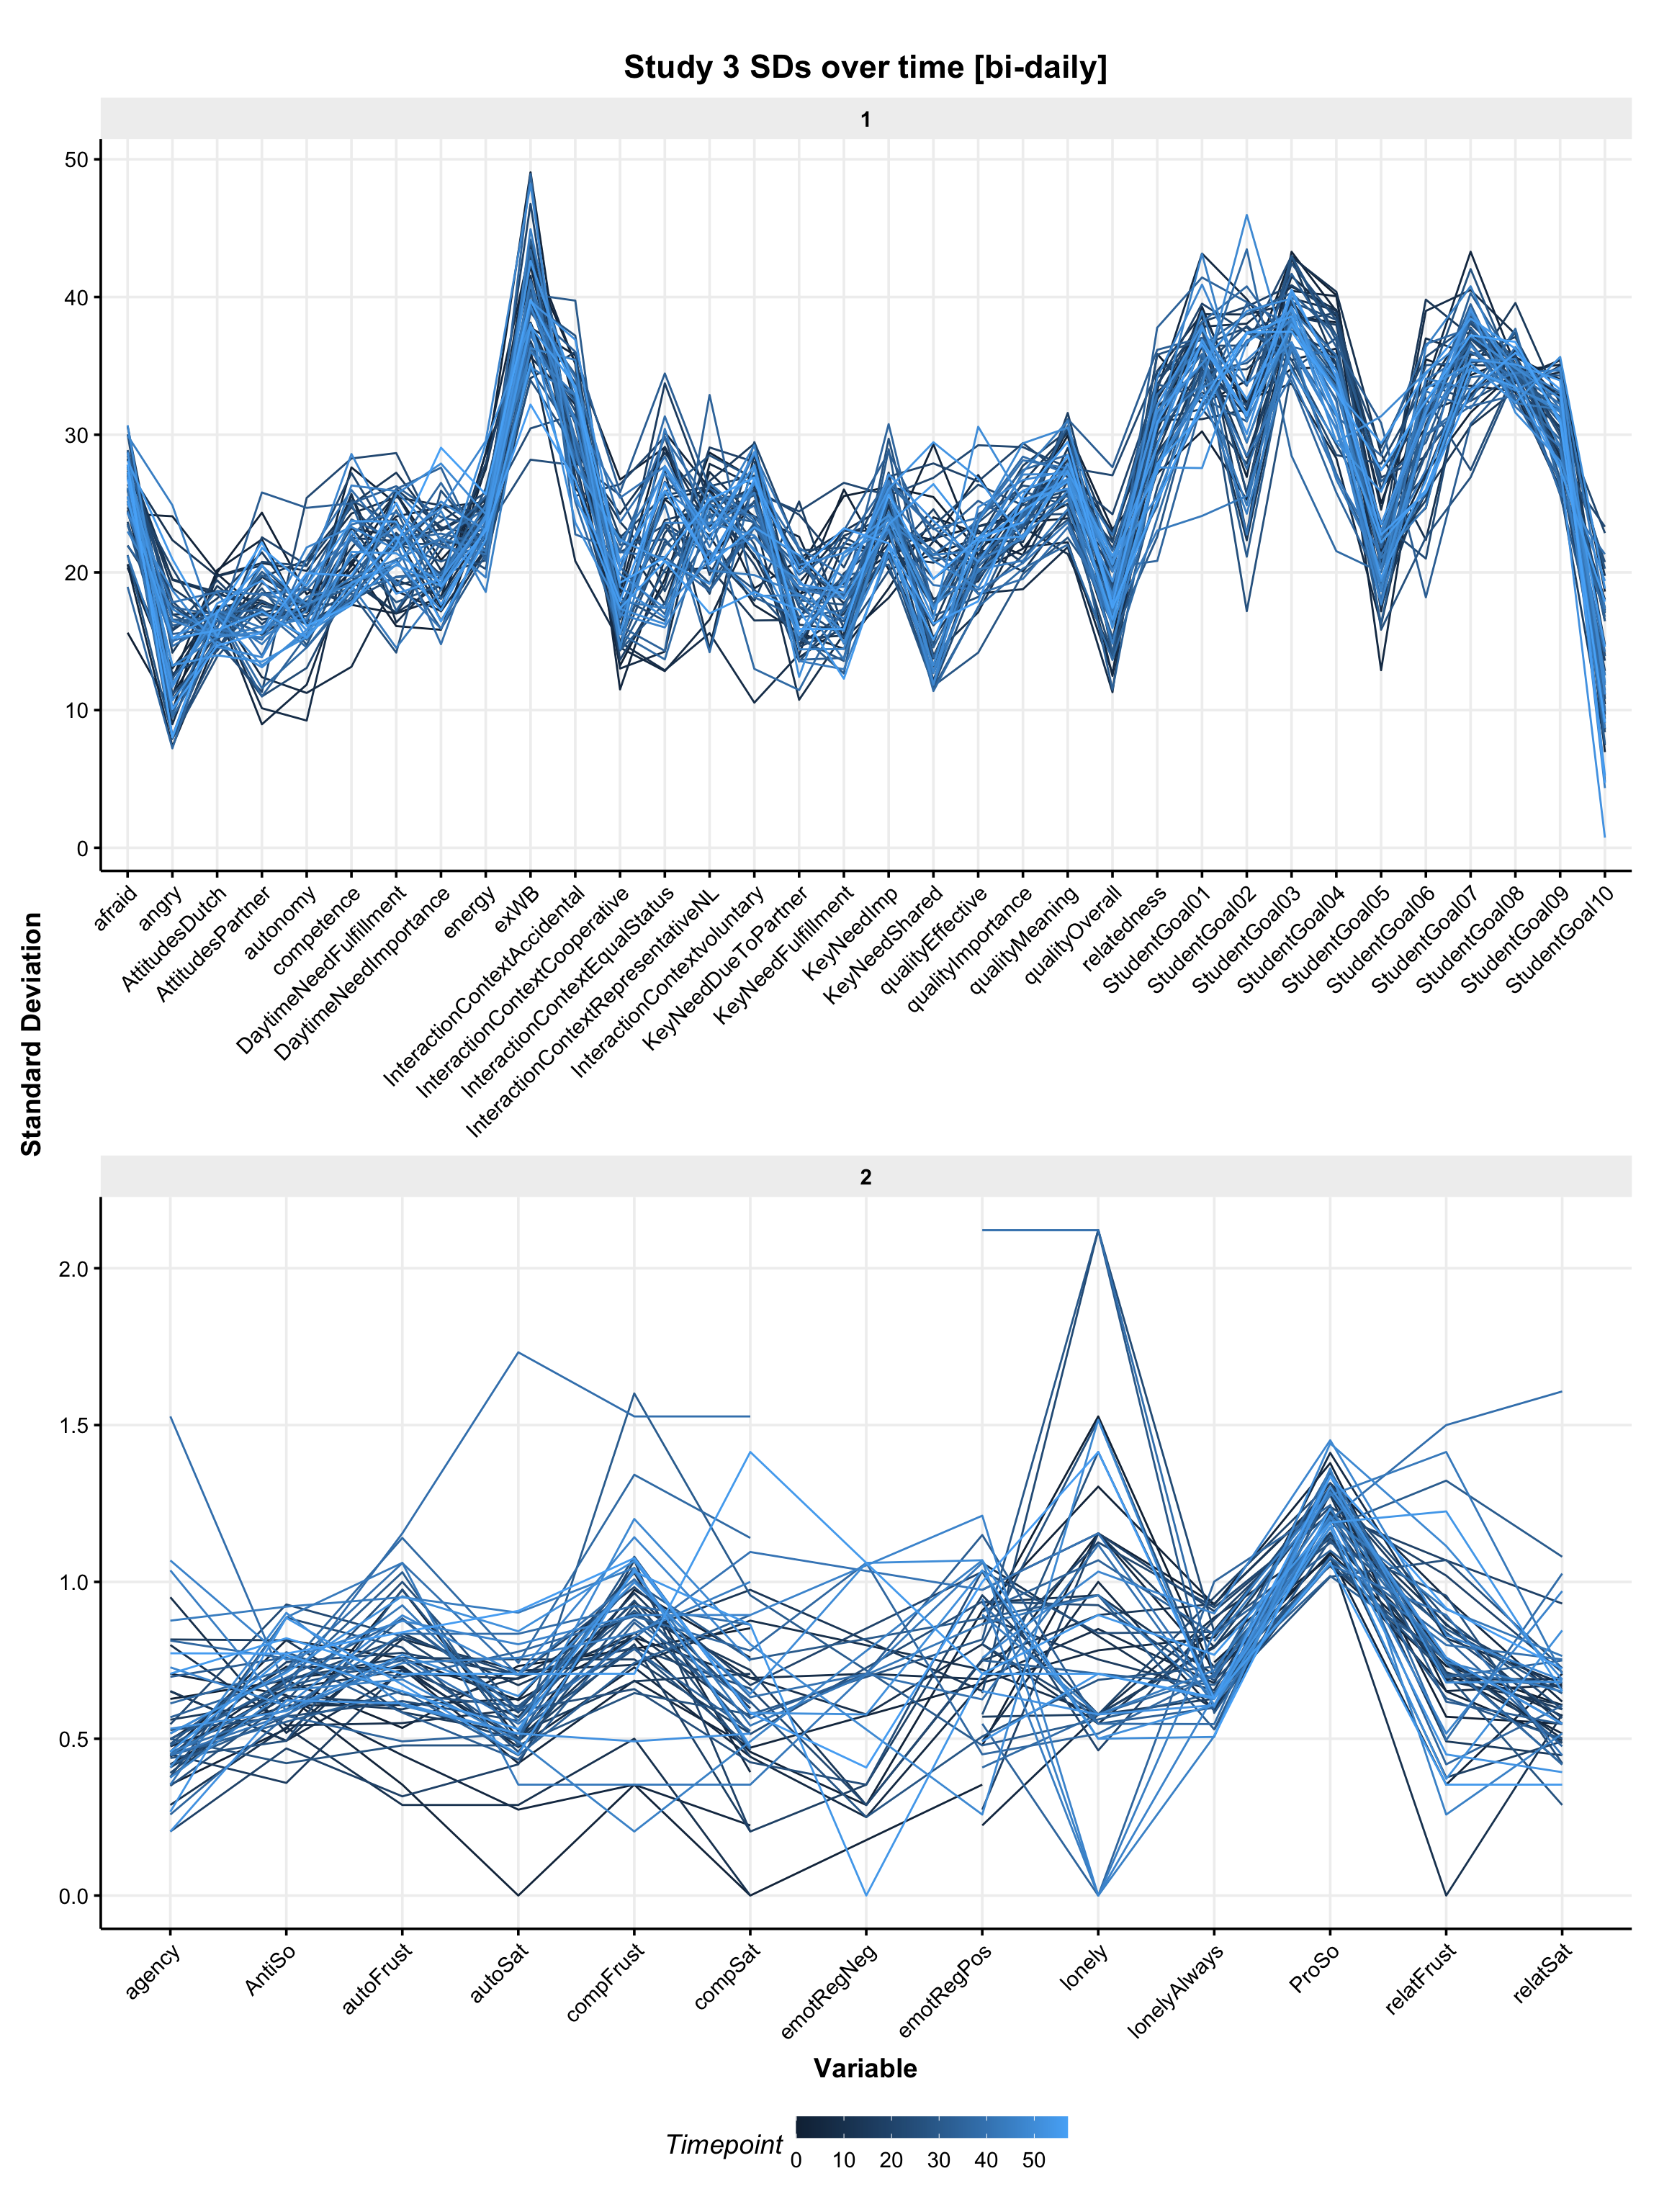 Study 3 SDs over time [bi-daily]
1
50
40
30
20
10
0
afraid
angry
AttitudesDutch
AttitudesPartner
autonomy
competence
DaytimeNeedFulfillment
DaytimeNeedImportance
energy
exWB
InteractionContextAccidental
InteractionContextCooperative
InteractionContextEqualStatus
InteractionContextRepresentativeNL
InteractionContextvoluntary
KeyNeedDueToPartner
KeyNeedFulfillment
KeyNeedImp
KeyNeedShared
qualityEffective
qualityImportance
qualityMeaning
qualityOverall
relatedness
StudentGoal01
StudentGoal02
StudentGoal03
StudentGoal04
StudentGoal05
StudentGoal06
StudentGoal07
StudentGoal08
StudentGoal09
StudentGoal10
Standard Deviation
2
2.0
1.5
1.0
0.5
0.0
agency
AntiSo
autoFrust
autoSat
compFrust
compSat
emotRegNeg
emotRegPos
lonely
lonelyAlways
ProSo
relatFrust
relatSat
Variable
Timepoint
0 10 20 30 40 50